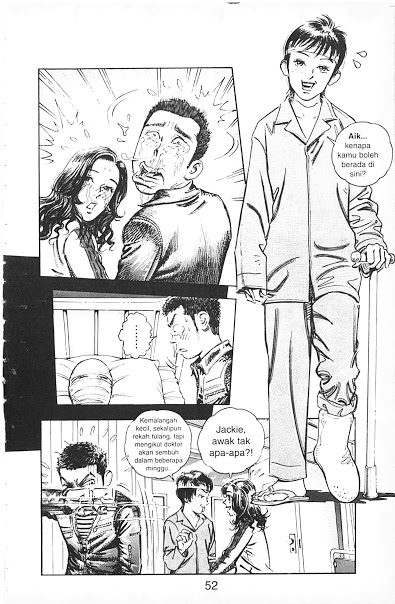 Aik...
kenapa
kamu boleh
berada di
sini?
........
Jackie,
awak tak
apa-apa?!
Kemalangan
kecil, sekalipun
rekah tulang, tapi
mengikut doktor
akan sembuh
dalam beberapa
minggu.
52